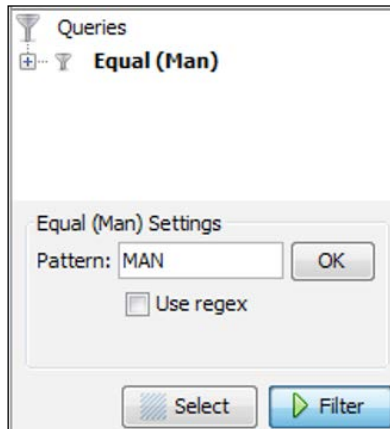 Queries
Equal (Man)
Equal (Man) Settings
Pattern: MAN OK
Use regex
Select Filter